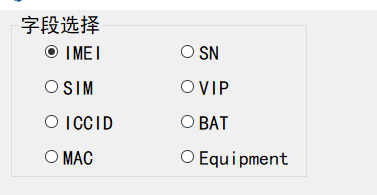 字段选择
IMEI SN
SIM VIP
ICCID BAT
MAC Equipment